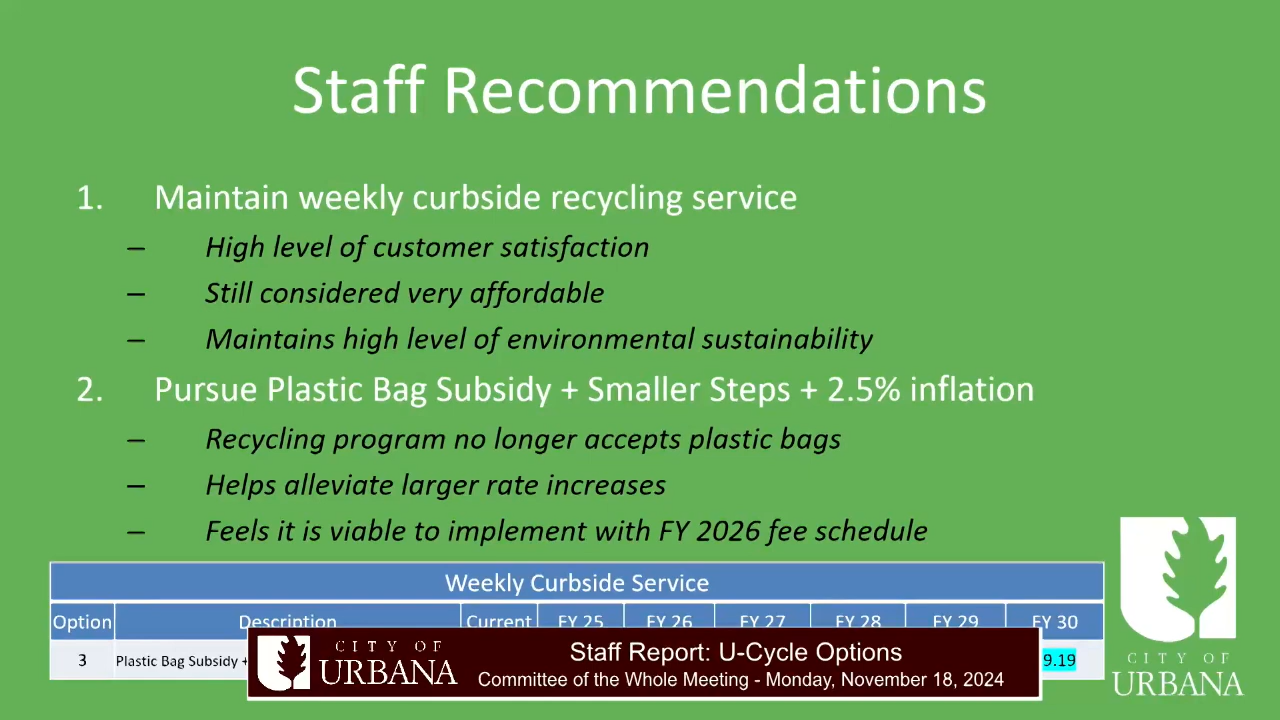 Staff Recommendations
1. Maintain weekly curbside recycling service
– High level of customer satisfaction
– Still considered very affordable
– Maintains high level of environmental sustainability
2. Pursue Plastic Bag Subsidy + Smaller Steps + 2.5% inflation
– Recycling program no longer accepts plastic bags
– Helps alleviate larger rate increases
– Feels it is viable to implement with FY 2026 fee schedule
Weekly Curbside Service
Option Description Current FY 25 FY 26 FY 27 FY 28 FY 29 FY 30
3 Plastic Bag Subsidy + 9.19
CITY OF
URBANA
Staff Report: U-Cycle Options
Committee of the Whole Meeting - Monday, November 18, 2024
CITY OF
URBANA